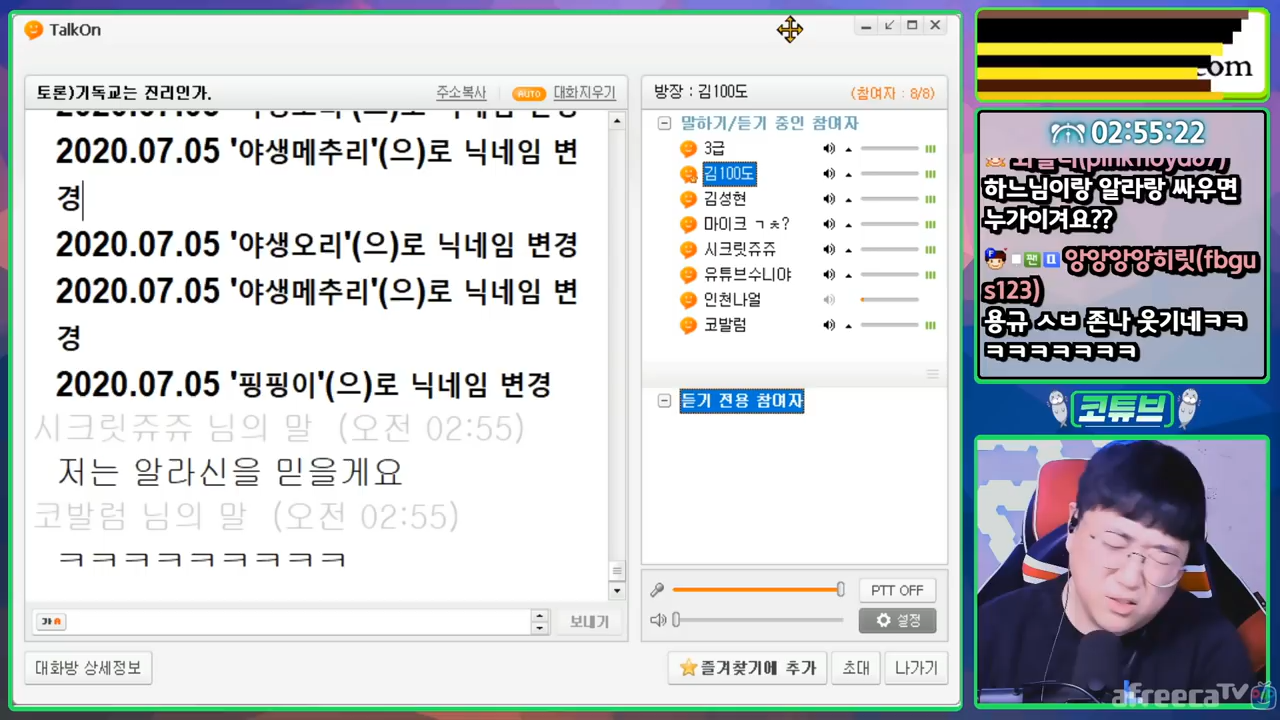 TalkOn
토론)기독교는 진리인가.
주소복사
AUTO
대화지우기
2020.07.05 '야생메추리'(으)로 닉네임 변
경
2020.07.05 '야생오리'(으)로 닉네임 변경
2020.07.05 '야생메추리'(으)로 닉네임 변
경
2020.07.05 '핑핑이'(으)로 닉네임 변경
시크릿쥬쥬 님의 말 (오전 02:55)
저는 알라신을 믿을게요
코발럼 님의 말 (오전 02:55)
ㅋㅋㅋㅋㅋㅋㅋㅋㅋ
가
보내기
대화방 상세정보
방장 : 김100도
(참여자 : 8/8)
말하기/듣기 중인 참여자
3급
김100도
김성현
마이크 ㄱㅊ?
시크릿쥬쥬
유튜브수니야
인천나얼
코발럼
듣기 전용 참여자
PTT OFF
설정
즐겨찾기에 추가
초대
나가기
com
02:55:22
하느님이랑 알라랑 싸우면
누가이겨요??
팬
앙앙앙앙히릿(fbgu
s123)
용규 ㅅㅂ 존나 웃기네ㅋㅋ
ㅋㅋㅋㅋㅋㅋㅋㅋ
코튜브
afreecaTV